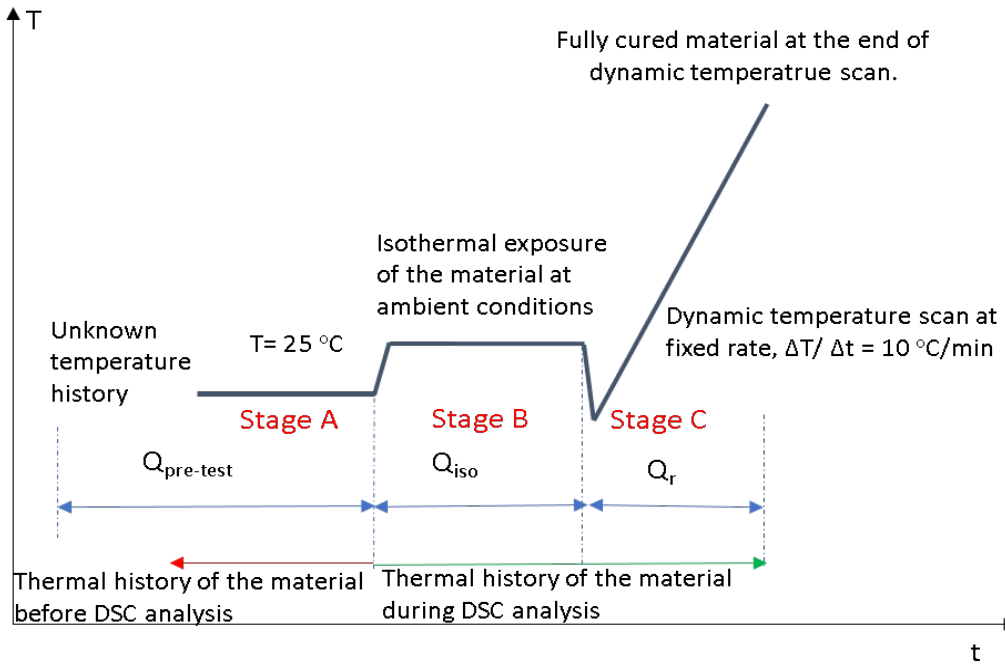 T
Fully cured material at the end of
dynamic temperatrue scan.
Isothermal exposure
of the material at
ambient conditions
Unknown
temperature
history
T= 25 °C
Dynamic temperature scan at
fixed rate, ΔT/ Δt = 10 °C/min
Stage A
Stage B
Stage C
Qpre-test
Qiso
Qr
Thermal history of the material
before DSC analysis
Thermal history of the material
during DSC analysis
t